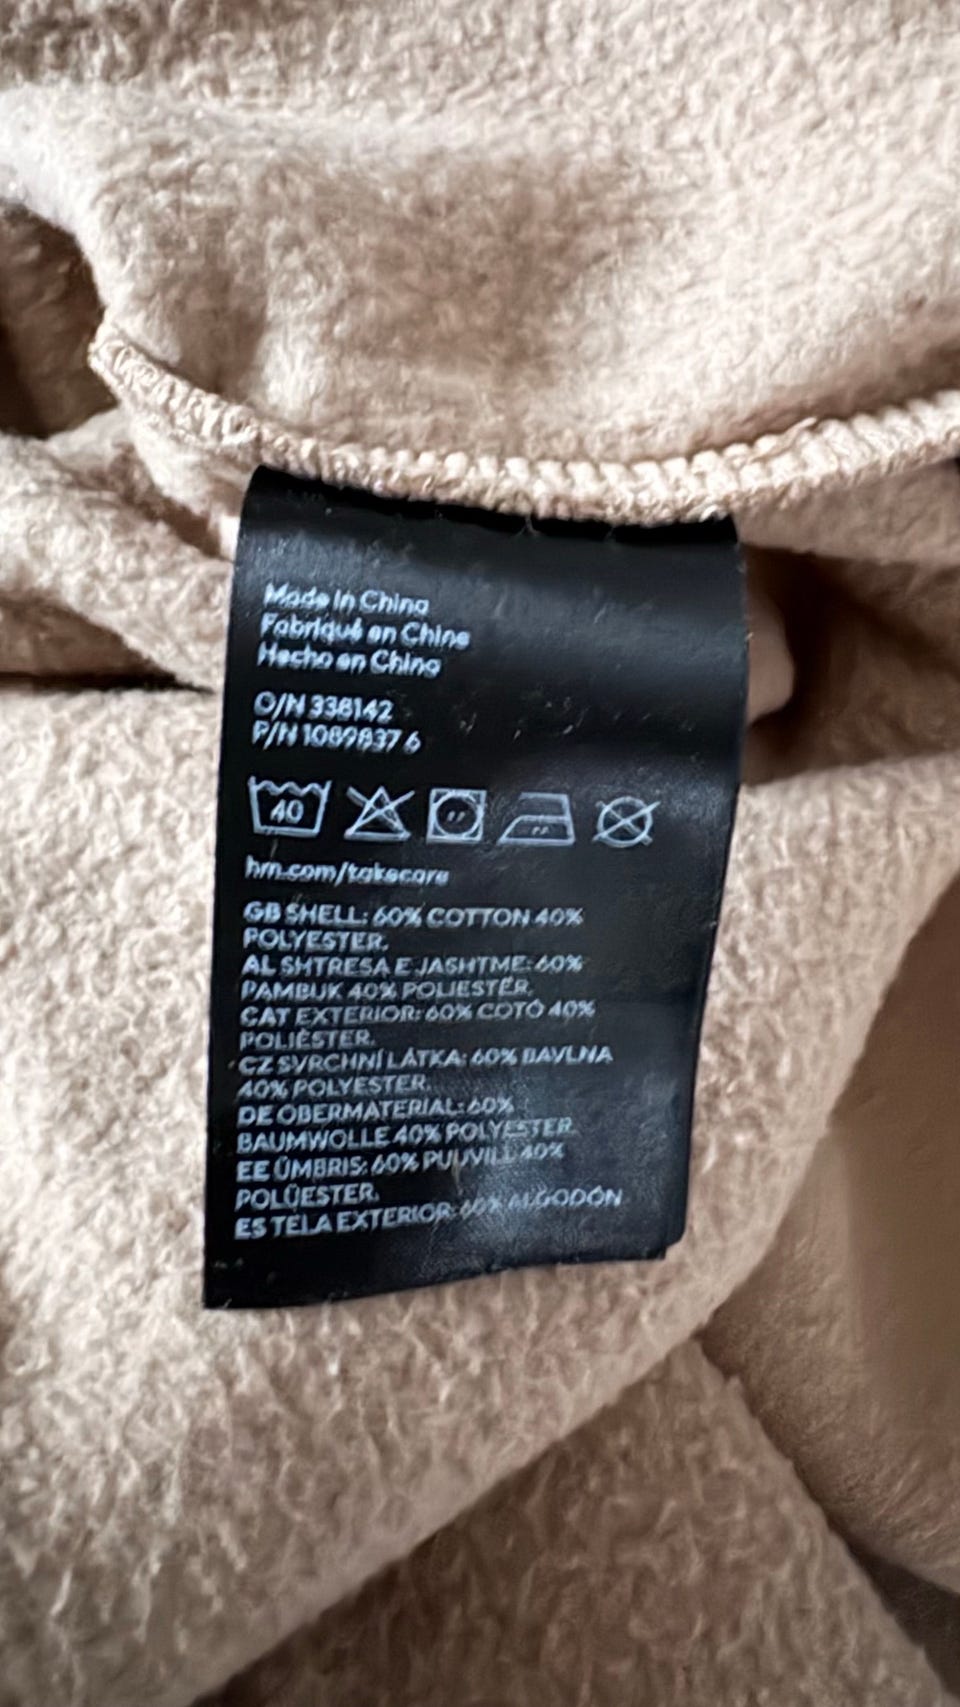 Made in China
Fabriqué en Chine
Hecho en China
O/N 338142
P/N 1089837 6
40
hm.com/takecare
GB SHELL: 60% COTTON 40%
POLYESTER.
AL SHTRESA E JASHTME: 60%
PAMBUK 40% POLIESTËR.
CAT EXTERIOR: 60% COTÓ 40%
POLIÈSTER.
CZ SVRCHNÍ LÁTKA: 60% BAVLNA
40% POLYESTER.
DE OBERMATERIAL: 60%
BAUMWOLLE 40% POLYESTER.
EE ÜMBRIS: 60% PUUVILL 40%
POLÜESTER.
ES TELA EXTERIOR: 60% ALGODÓN